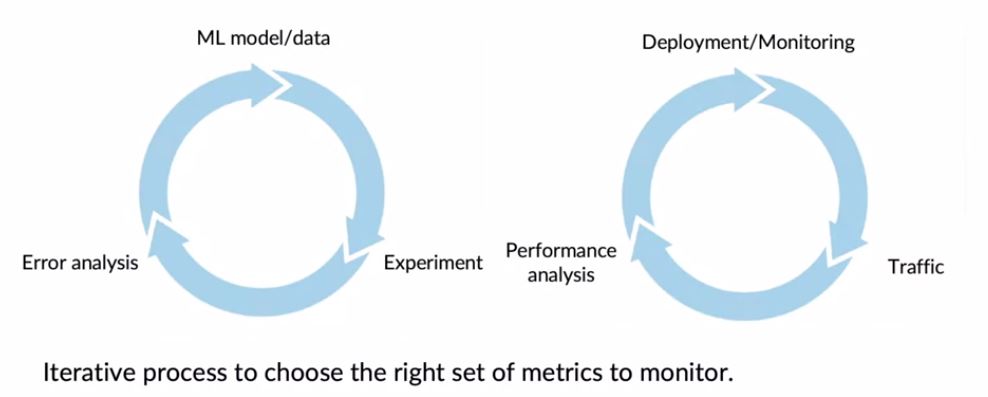 ML model/data
Experiment
Error analysis
Deployment/Monitoring
Traffic
Performance
analysis
Iterative process to choose the right set of metrics to monitor.